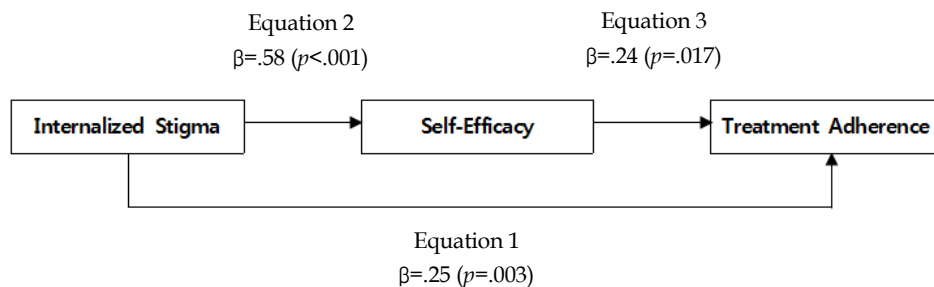 Equation 2
β=.58 (p<.001)
Equation 3
β=.24 (p=.017)
Internalized Stigma
Self-Efficacy
Treatment Adherence
Equation 1
β=.25 (p=.003)